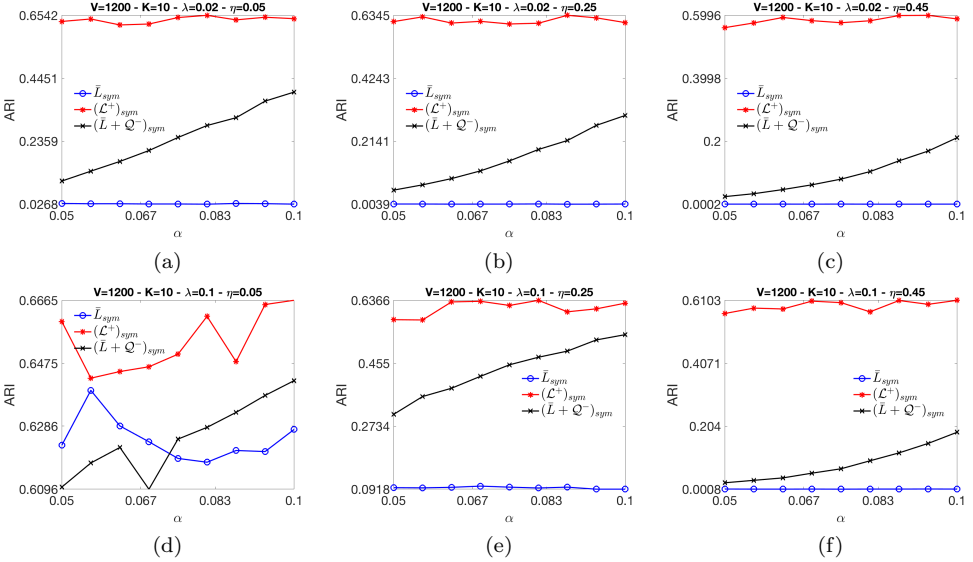 V=1200 - K=10 - λ=0.02 - η=0.05
ARI
0.6542
0.4451
0.2359
0.0268
L̄sym
(𝓛⁺)sym
(L̄ + 𝒬⁻)sym
0.05
0.067
0.083
0.1
α
(a)
V=1200 - K=10 - λ=0.02 - η=0.25
ARI
0.6345
0.4243
0.2141
0.0039
L̄sym
(𝓛⁺)sym
(L̄ + 𝒬⁻)sym
0.05
0.067
0.083
0.1
α
(b)
V=1200 - K=10 - λ=0.02 - η=0.45
ARI
0.5996
0.3998
0.2
0.0002
L̄sym
(𝓛⁺)sym
(L̄ + 𝒬⁻)sym
0.05
0.067
0.083
0.1
α
(c)
V=1200 - K=10 - λ=0.1 - η=0.05
ARI
0.6665
0.6475
0.6286
0.6096
L̄sym
(𝓛⁺)sym
(L̄ + 𝒬⁻)sym
0.05
0.067
0.083
0.1
α
(d)
V=1200 - K=10 - λ=0.1 - η=0.25
ARI
0.6366
0.455
0.2734
0.0918
L̄sym
(𝓛⁺)sym
(L̄ + 𝒬⁻)sym
0.05
0.067
0.083
0.1
α
(e)
V=1200 - K=10 - λ=0.1 - η=0.45
ARI
0.6103
0.4071
0.204
0.0008
L̄sym
(𝓛⁺)sym
(L̄ + 𝒬⁻)sym
0.05
0.067
0.083
0.1
α
(f)